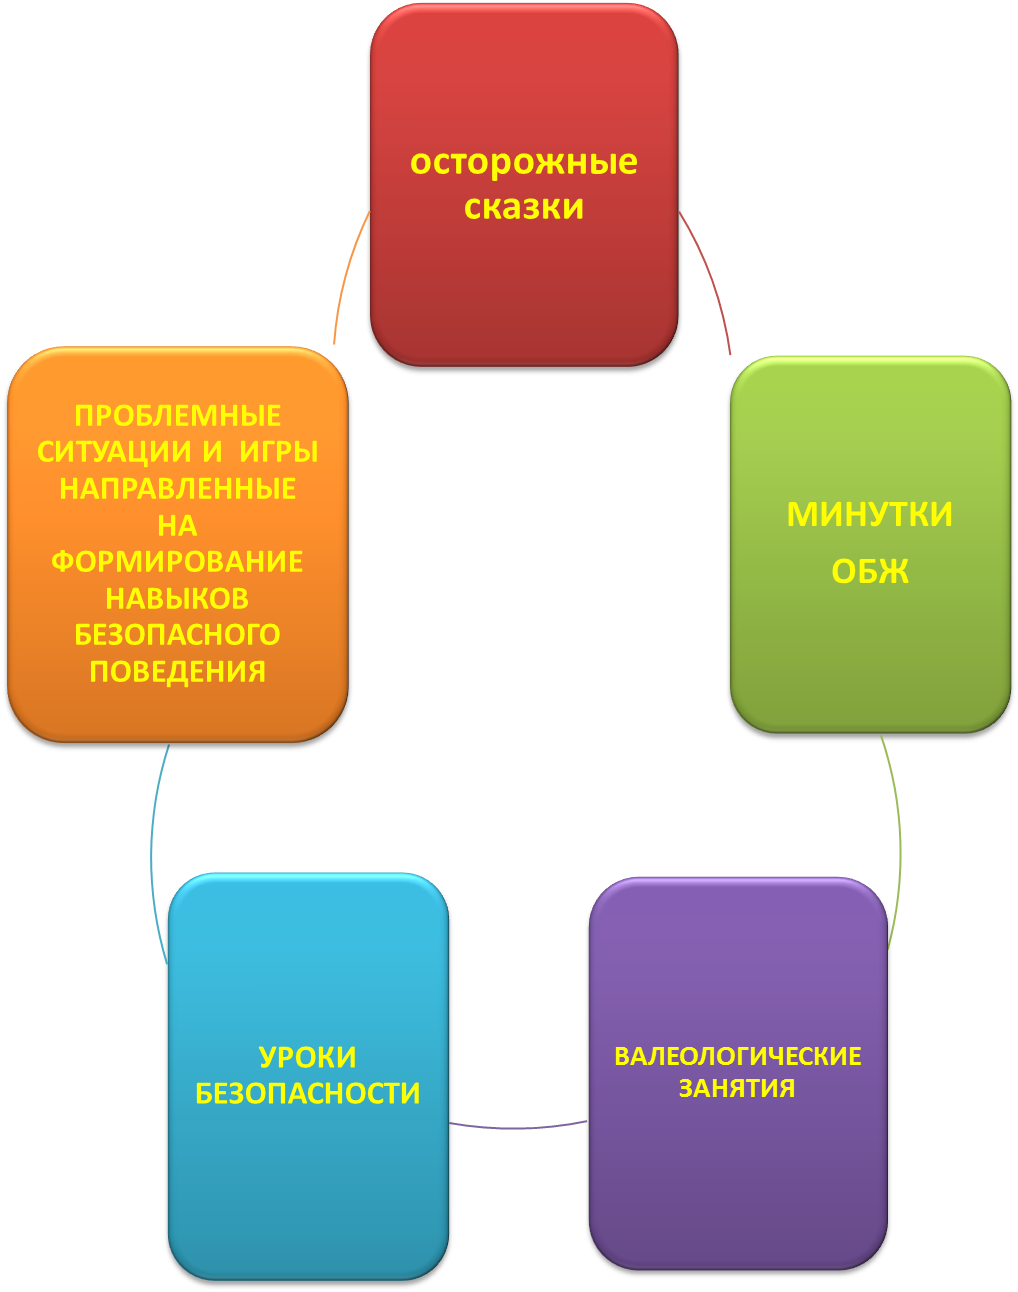 осторожные
сказки
ПРОБЛЕМНЫЕ
СИТУАЦИИ И  ИГРЫ
НАПРАВЛЕННЫЕ
НА
ФОРМИРОВАНИЕ
НАВЫКОВ
БЕЗОПАСНОГО
ПОВЕДЕНИЯ
МИНУТКИ
ОБЖ
УРОКИ
БЕЗОПАСНОСТИ
ВАЛЕОЛОГИЧЕСКИЕ
ЗАНЯТИЯ